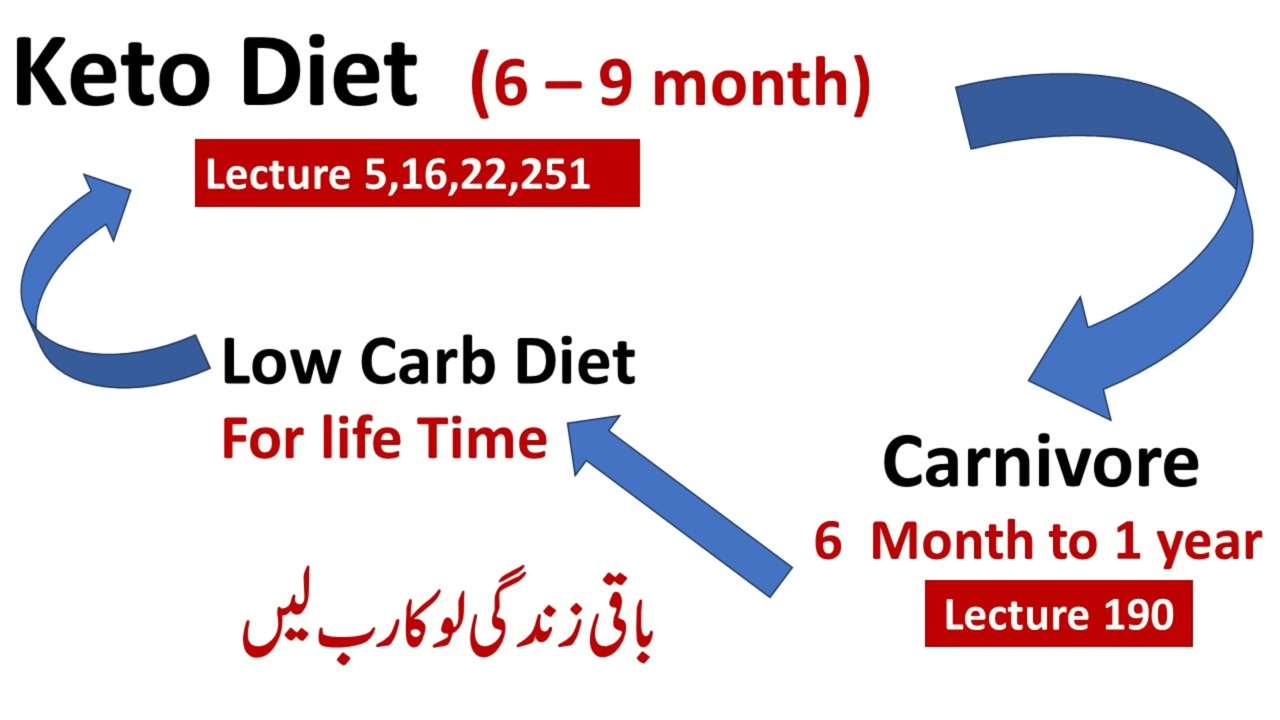 Keto Diet (6 – 9 month)
Lecture 5,16,22,251
Low Carb Diet
For life Time
Carnivore
6 Month to 1 year
Lecture 190
باقی زندگی لو کارب لیں